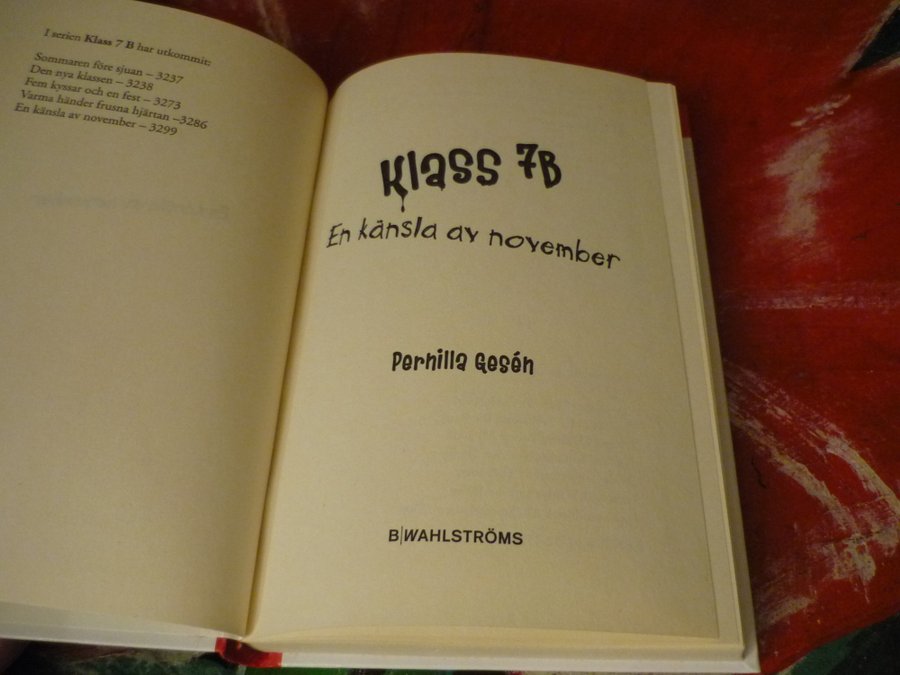 I serien Klass 7 B har utkommit:
Sommaren före sjuan – 3237
Den nya klassen – 3238
Fem kyssar och en fest – 3273
Varma händer frusna hjärtan –3286
En känsla av november – 3299
Klass 7B
En känsla av november
Pernilla Gesén
B|WAHLSTRÖMS